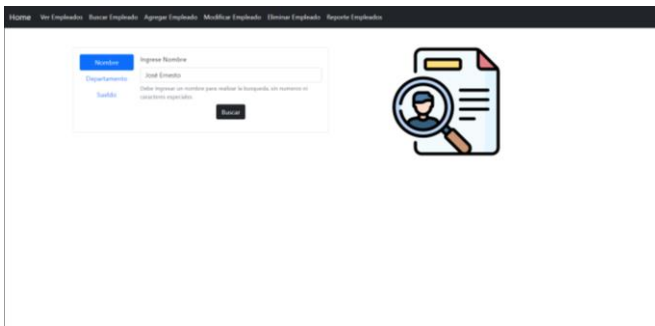 Home Ver Empleados Buscar Empleado Agregar Empleado Modificar Empleado Eliminar Empleado Reporte Empleados
Nombre
Departamento
Sueldo
Ingrese Nombre
José Ernesto
Debe ingresar un nombre para realizar la busqueda, sin numeros ni
caracteres especiales.
Buscar